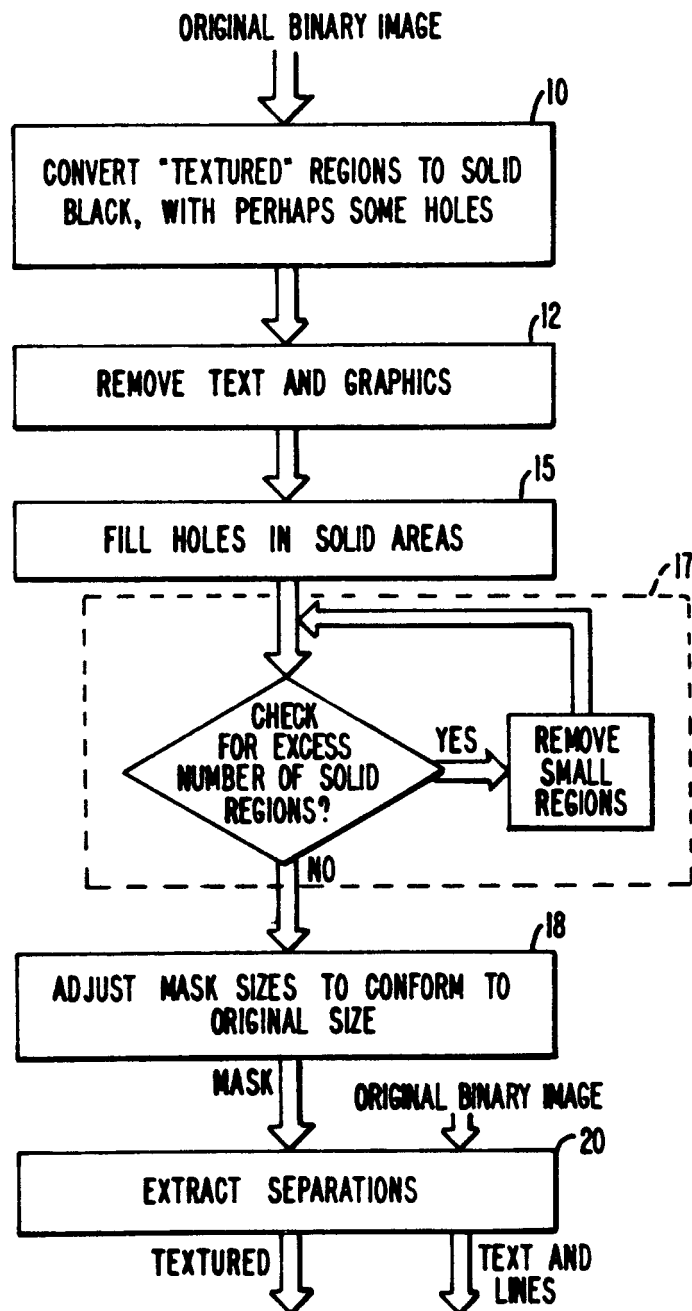 ORIGINAL BINARY IMAGE
10
CONVERT "TEXTURED" REGIONS TO SOLID
BLACK, WITH PERHAPS SOME HOLES
12
REMOVE TEXT AND GRAPHICS
15
FILL HOLES IN SOLID AREAS
17
CHECK
FOR EXCESS
NUMBER OF SOLID
REGIONS?
YES
REMOVE
SMALL
REGIONS
NO
18
ADJUST MASK SIZES TO CONFORM TO
ORIGINAL SIZE
MASK
ORIGINAL BINARY IMAGE
20
EXTRACT SEPARATIONS
TEXTURED
TEXT AND
LINES